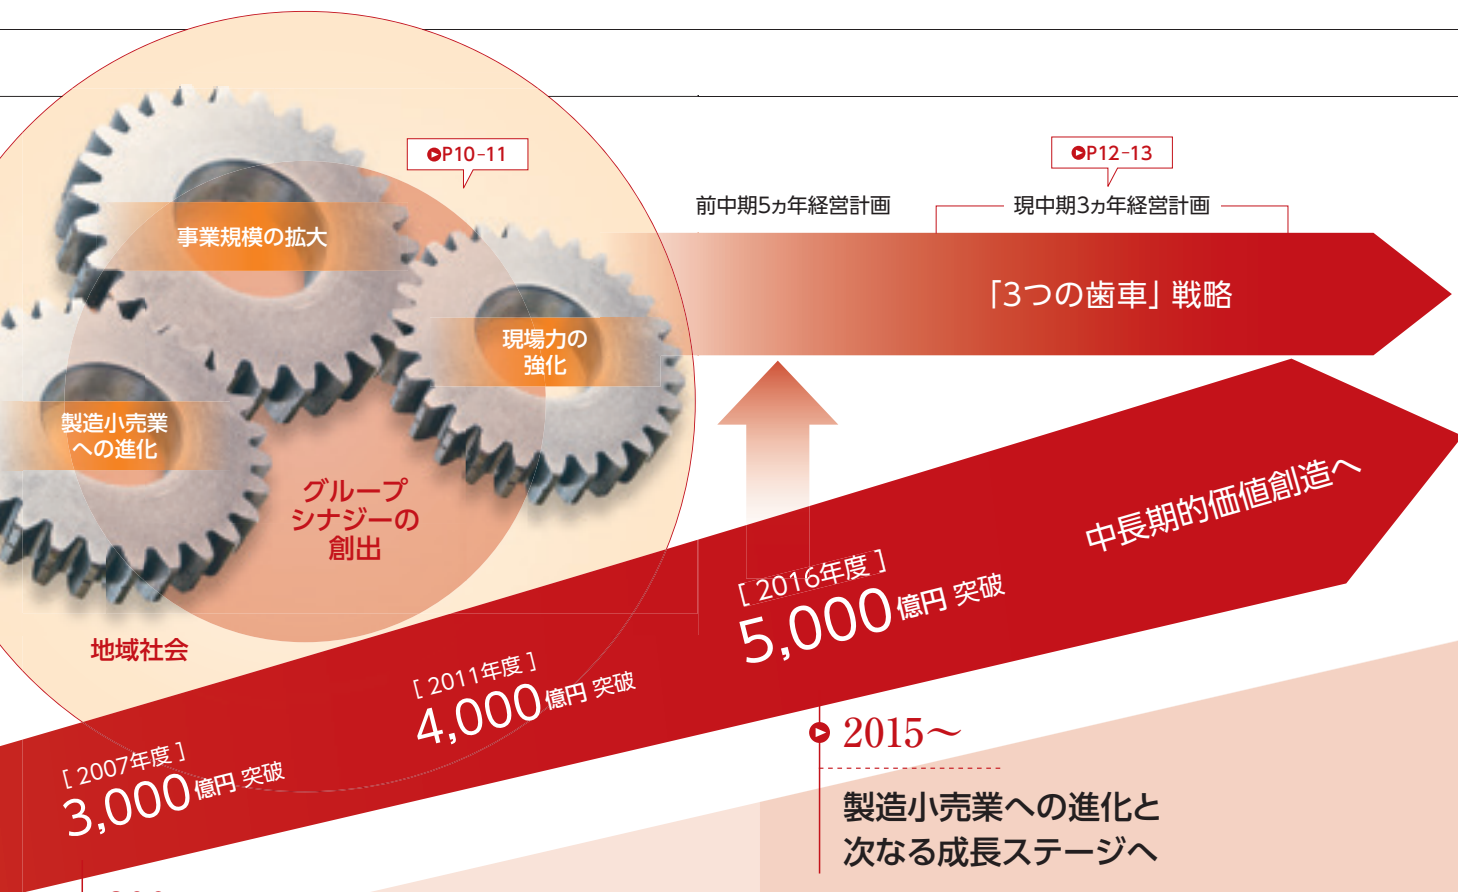 P10-11
P12-13
前中期5ヵ年経営計画
現中期3ヵ年経営計画
事業規模の拡大
「3つの歯車」戦略
現場力の
強化
製造小売業
への進化
グループ
シナジーの
創出
地域社会
中長期的価値創造へ
[ 2016年度 ]
5,000億円 突破
[ 2011年度 ]
4,000億円 突破
[ 2007年度 ]
3,000億円 突破
2015〜
製造小売業への進化と
次なる成長ステージへ